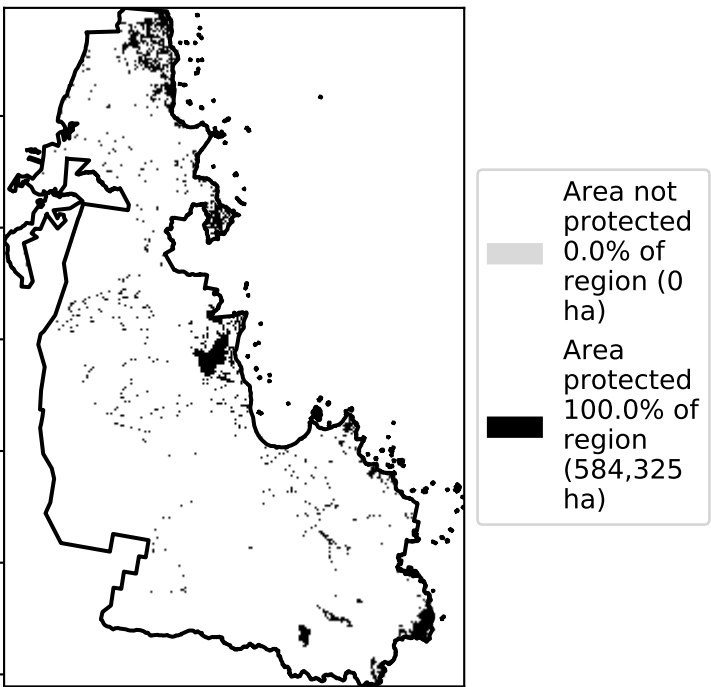 Area not
protected
0.0% of
region (0
ha)
Area
protected
100.0% of
region
(584,325
ha)